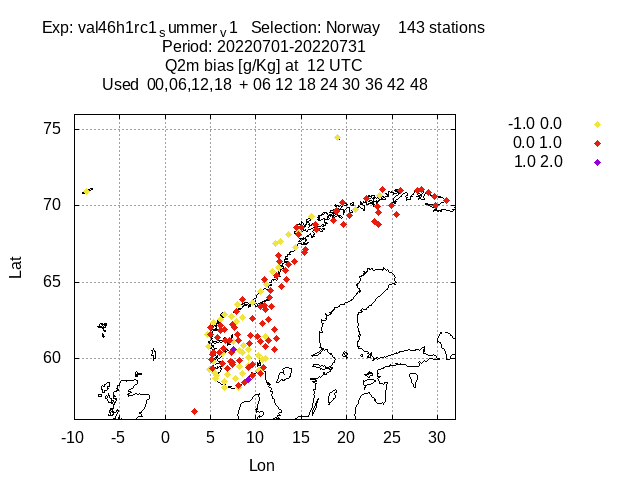 Exp: val46h1rc1summerv1 Selection: Norway 143 stations
Period: 20220701-20220731
Q2m bias [g/Kg] at 12 UTC
Used 00,06,12,18 + 06 12 18 24 30 36 42 48
-1.0 0.0
0.0 1.0
1.0 2.0
75
70
65
60
Lat
-10 -5 0 5 10 15 20 25 30
Lon